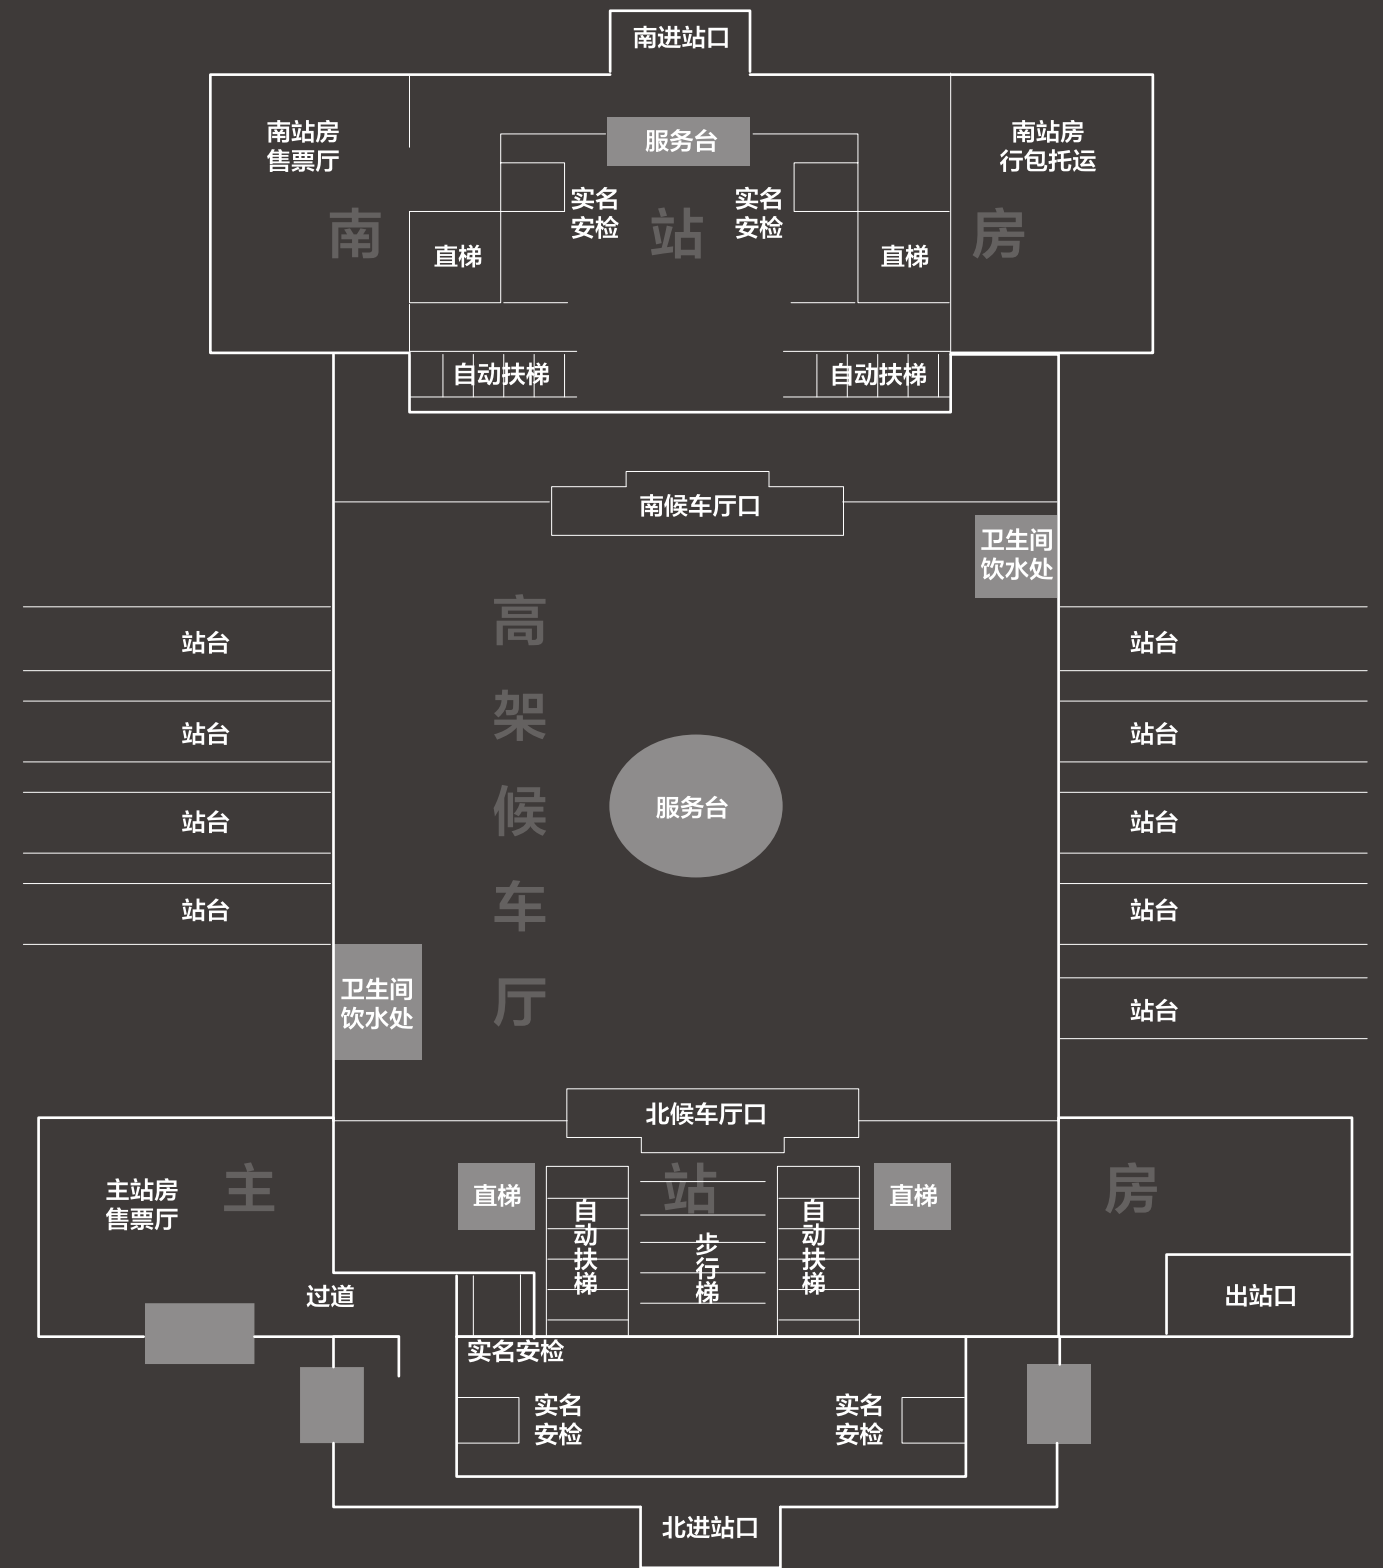 南进站口
南站房
售票厅
服务台
南站房
行包托运
实名
安检
实名
安检
南
站
房
直梯
直梯
自动扶梯
自动扶梯
南候车厅口
卫生间
饮水处
高
架
候
车
厅
站台
站台
站台
站台
站台
站台
服务台
站台
站台
站台
卫生间
饮水处
北候车厅口
主站房
售票厅
主
站
房
直梯
自动扶梯
步行梯
自动扶梯
直梯
过道
出站口
实名安检
实名
安检
实名
安检
北进站口